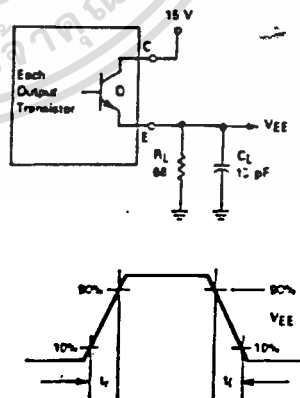 15 V
C
Each
Output
Transistor
Q
E
VEE
RL
68
CL
pF
90%
90%
VEE
10%
10%
tr
tf